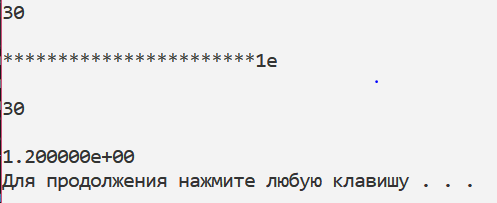 30
***********************1e
30
1.200000e+00
Для продолжения нажмите любую клавишу . . .